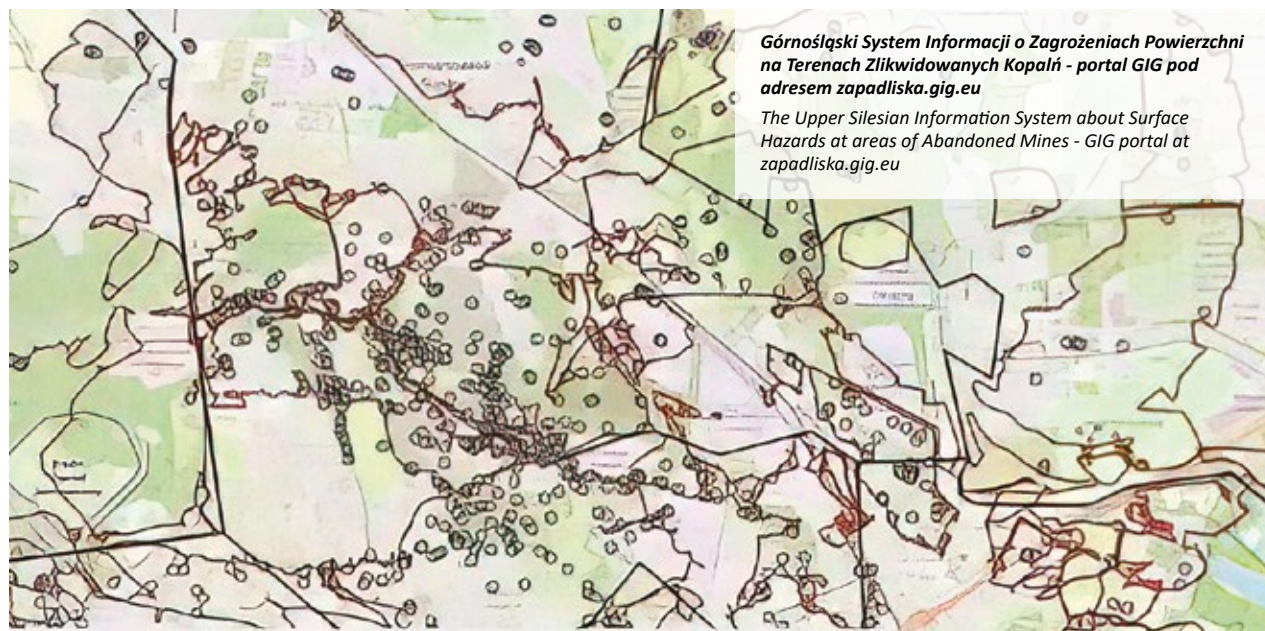 Górnośląski System Informacji o Zagrożeniach Powierzchni
na Terenach Zlikwidowanych Kopalń - portal GIG pod
adresem zapadliska.gig.eu
The Upper Silesian Information System about Surface
Hazards at areas of Abandoned Mines - GIG portal at
zapadliska.gig.eu